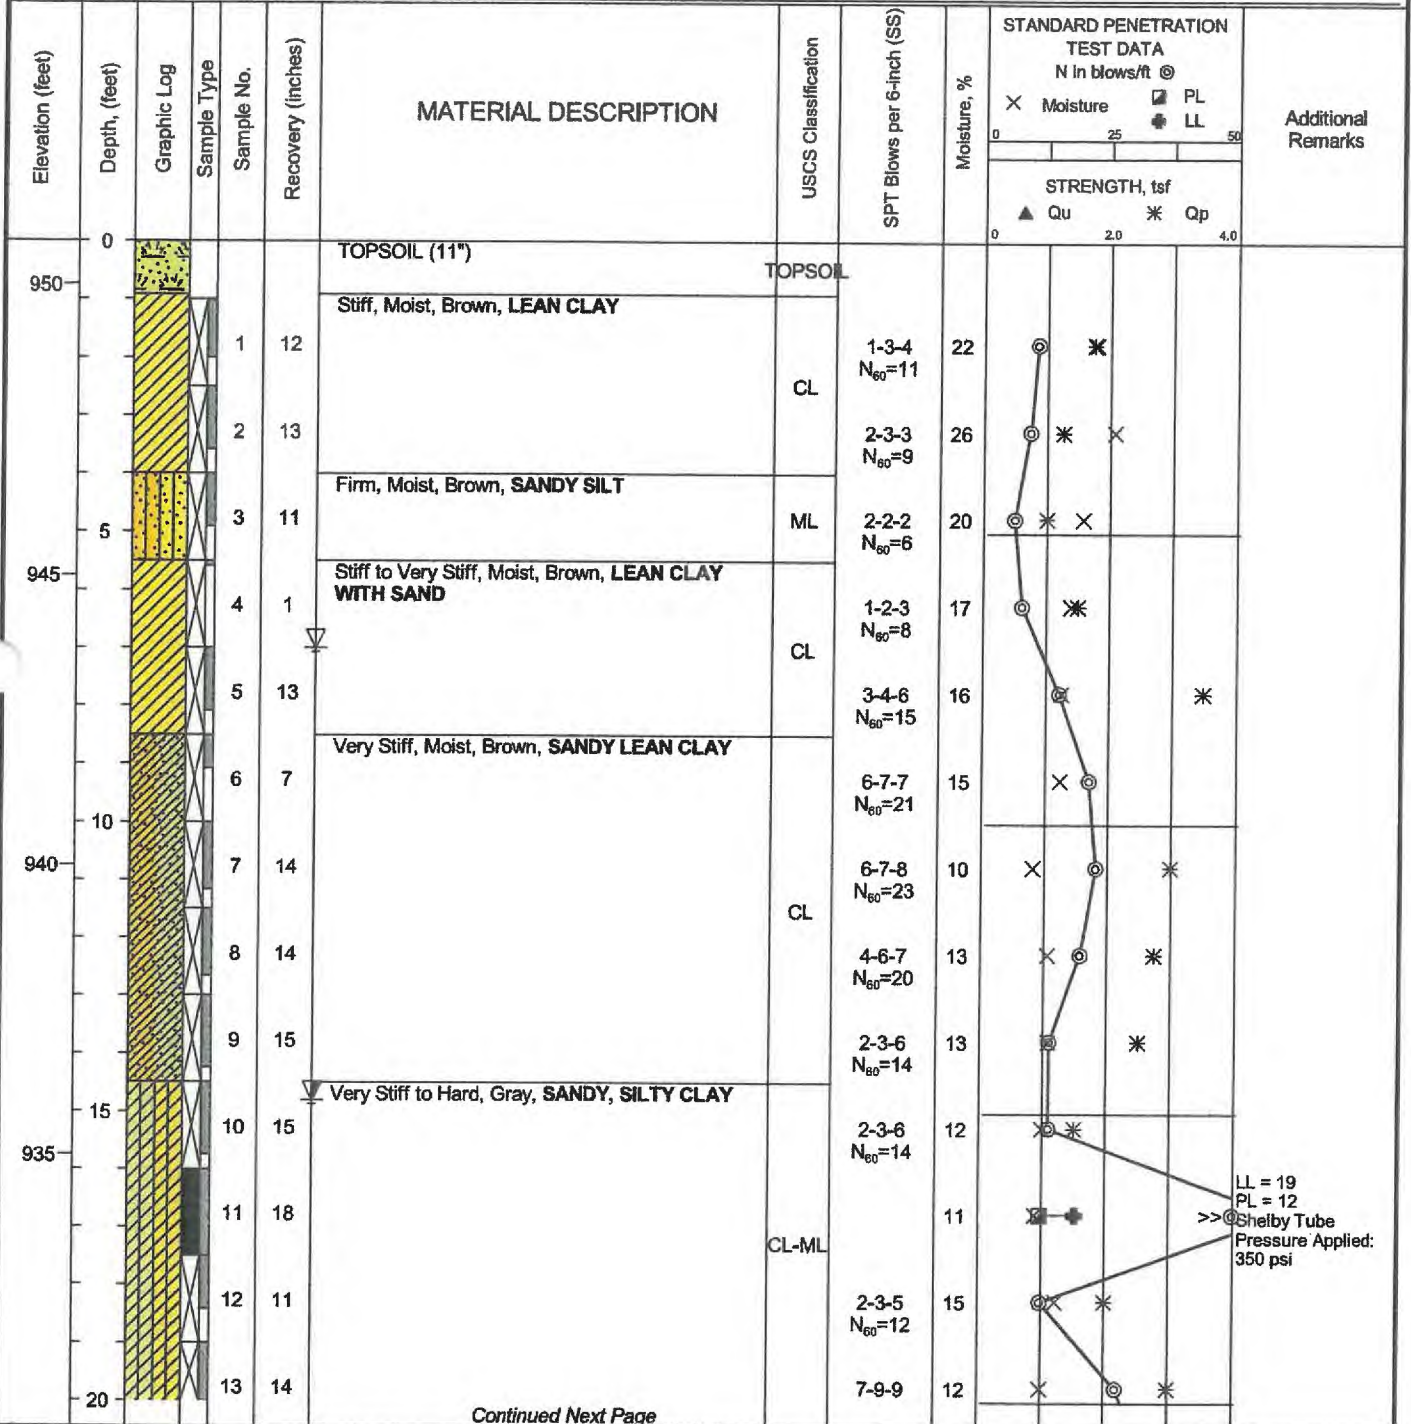 Elevation (feet)
Depth, (feet)
Graphic Log
Sample Type
Sample No.
Recovery (inches)
MATERIAL DESCRIPTION
USCS Classification
SPT Blows per 6-inch (SS)
Moisture, %
STANDARD PENETRATION
TEST DATA
N in blows/ft ◎
× Moisture
PL
LL
0 25 50
STRENGTH, tsf
▲ Qu ✳ Qp
0 2.0 4.0
Additional
Remarks
0
TOPSOIL (11")
TOPSOIL
950
Stiff, Moist, Brown, LEAN CLAY
1 12 1-3-4 22
N60=11
CL
2 13 2-3-3 26
N60=9
Firm, Moist, Brown, SANDY SILT
3 11 ML 2-2-2 20
5
N60=6
945
Stiff to Very Stiff, Moist, Brown, LEAN CLAY
WITH SAND
4 1 1-2-3 17
N60=8
CL
5 13 3-4-6 16
N60=15
Very Stiff, Moist, Brown, SANDY LEAN CLAY
6 7 6-7-7 15
N60=21
10
940
7 14 6-7-8 10
N60=23
CL
8 14 4-6-7 13
N60=20
9 15 2-3-6 13
N60=14
Very Stiff to Hard, Gray, SANDY, SILTY CLAY
15
10 15 2-3-6 12
N60=14
935
LL = 19
PL = 12
11 18 11 >> Shelby Tube
Pressure Applied:
350 psi
CL-ML
12 11 2-3-5 15
N60=12
13 14 7-9-9 12
20
Continued Next Page